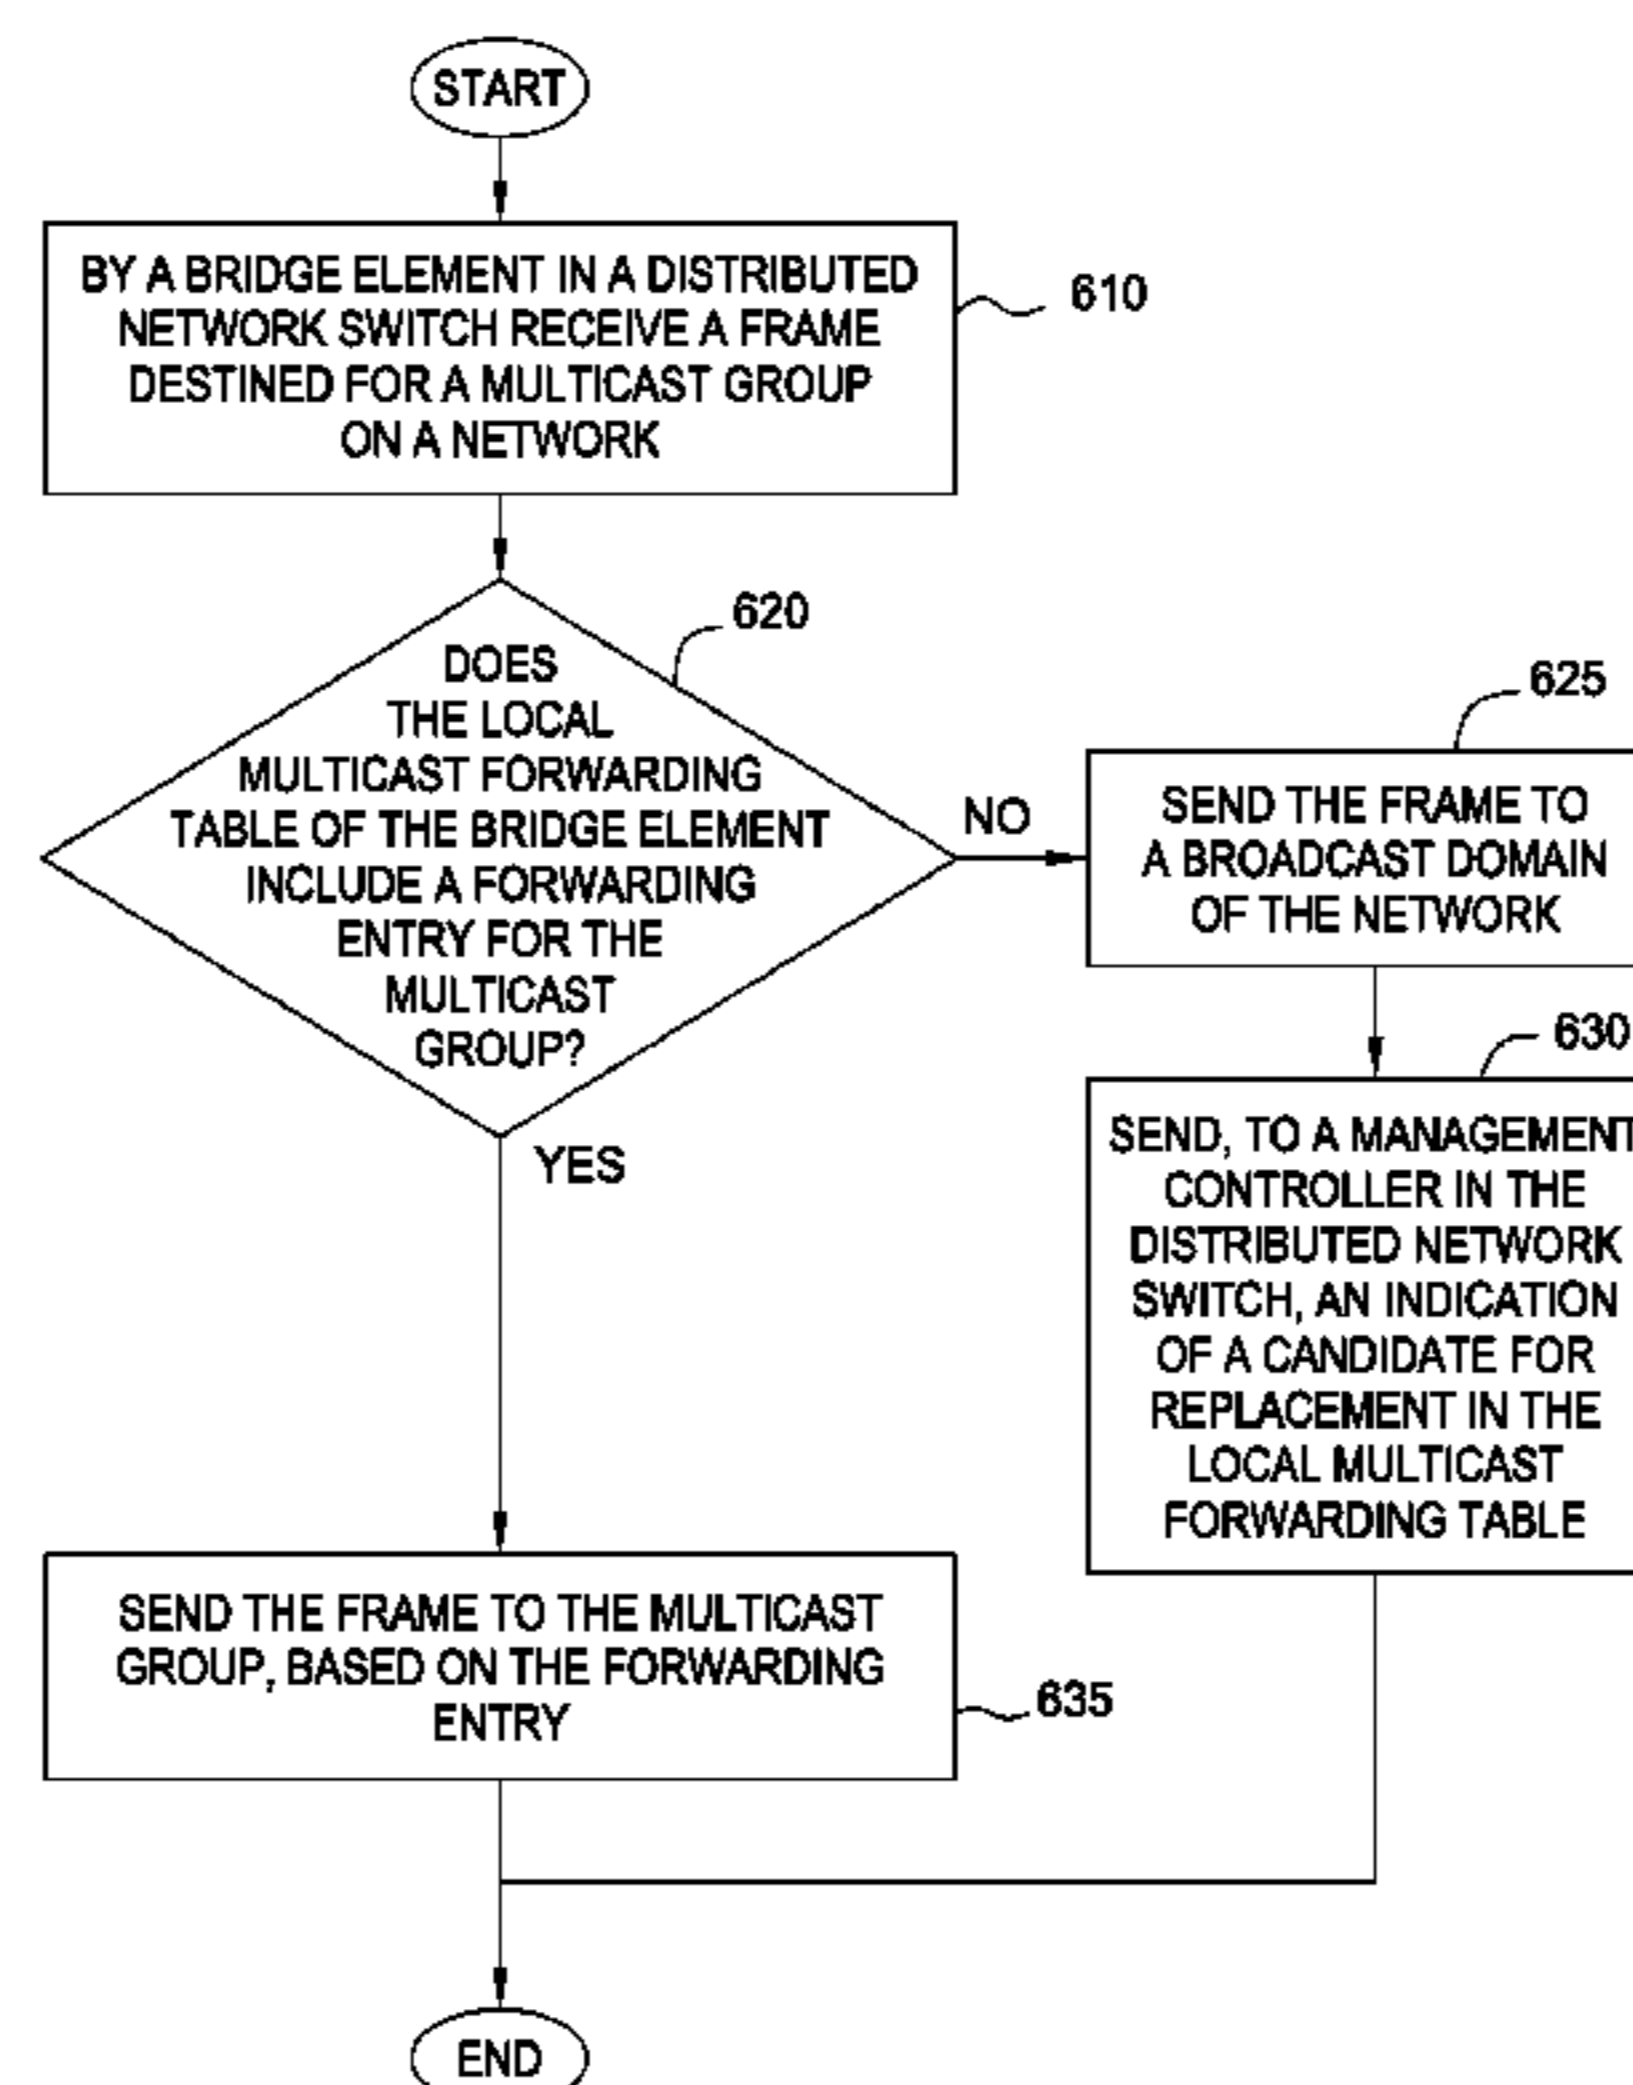 START
BY A BRIDGE ELEMENT IN A DISTRIBUTED
NETWORK SWITCH RECEIVE A FRAME
DESTINED FOR A MULTICAST GROUP
ON A NETWORK
610
620
DOES
THE LOCAL
MULTICAST FORWARDING
TABLE OF THE BRIDGE ELEMENT
INCLUDE A FORWARDING
ENTRY FOR THE
MULTICAST
GROUP?
NO
YES
625
SEND THE FRAME TO
A BROADCAST DOMAIN
OF THE NETWORK
630
SEND, TO A MANAGEMENT
CONTROLLER IN THE
DISTRIBUTED NETWORK
SWITCH, AN INDICATION
OF A CANDIDATE FOR
REPLACEMENT IN THE
LOCAL MULTICAST
FORWARDING TABLE
SEND THE FRAME TO THE MULTICAST
GROUP, BASED ON THE FORWARDING
ENTRY
635
END